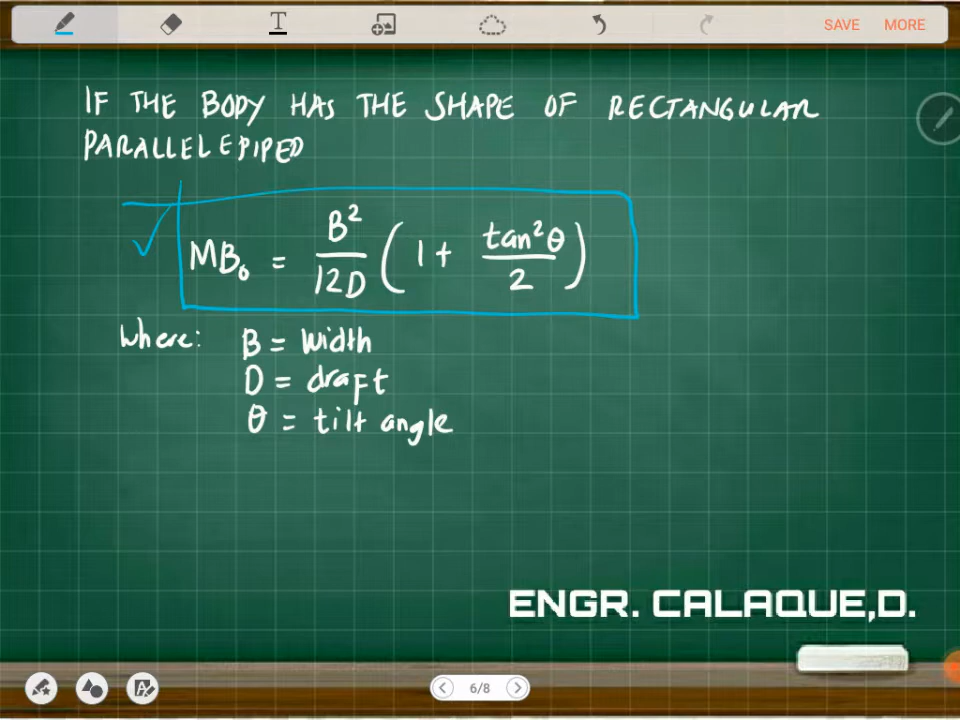 T
SAVE MORE
IF THE BODY HAS THE SHAPE OF RECTANGULAR
PARALLELEPIPED
MB₀ = B²/12D (1 + tan²θ/2)
where: B = width
D = draft
θ = tilt angle
ENGR. CALAQUE,D.
6/8